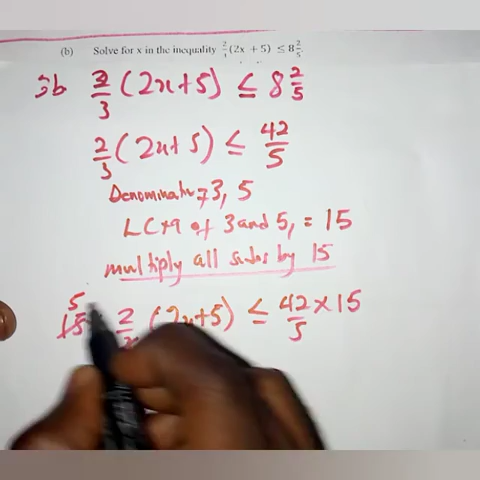 (b) Solve for x in the inequality 2/3 (2x + 5) ≤ 8 2/5.
3b 2/3 (2x+5) ≤ 8 2/5
2/3 (2x+5) ≤ 42/5
Denominator = 3, 5
LCM of 3 and 5, = 15
multiply all sides by 15
5
15 2 (2x+5) ≤ 42/5 × 15